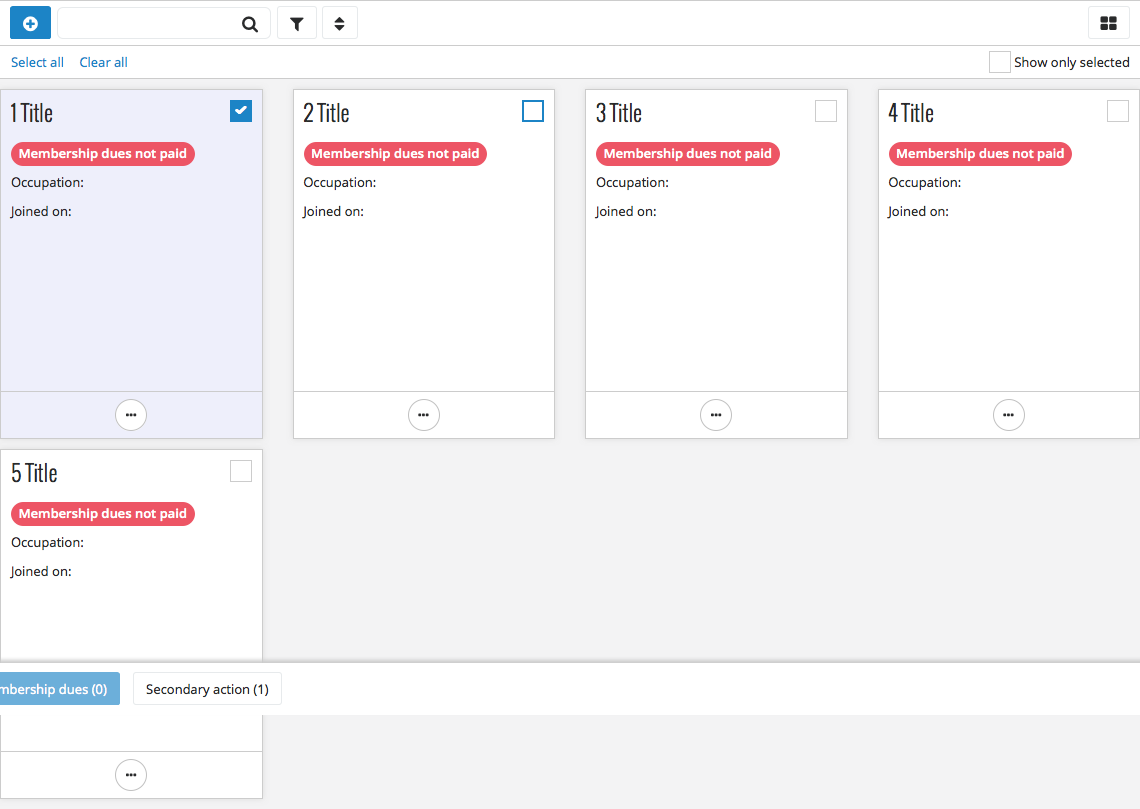 Select all Clear all Show only selected
1 Title
Membership dues not paid
Occupation:
Joined on:
2 Title
Membership dues not paid
Occupation:
Joined on:
3 Title
Membership dues not paid
Occupation:
Joined on:
4 Title
Membership dues not paid
Occupation:
Joined on:
5 Title
Membership dues not paid
Occupation:
Joined on:
mbership dues (0) Secondary action (1)